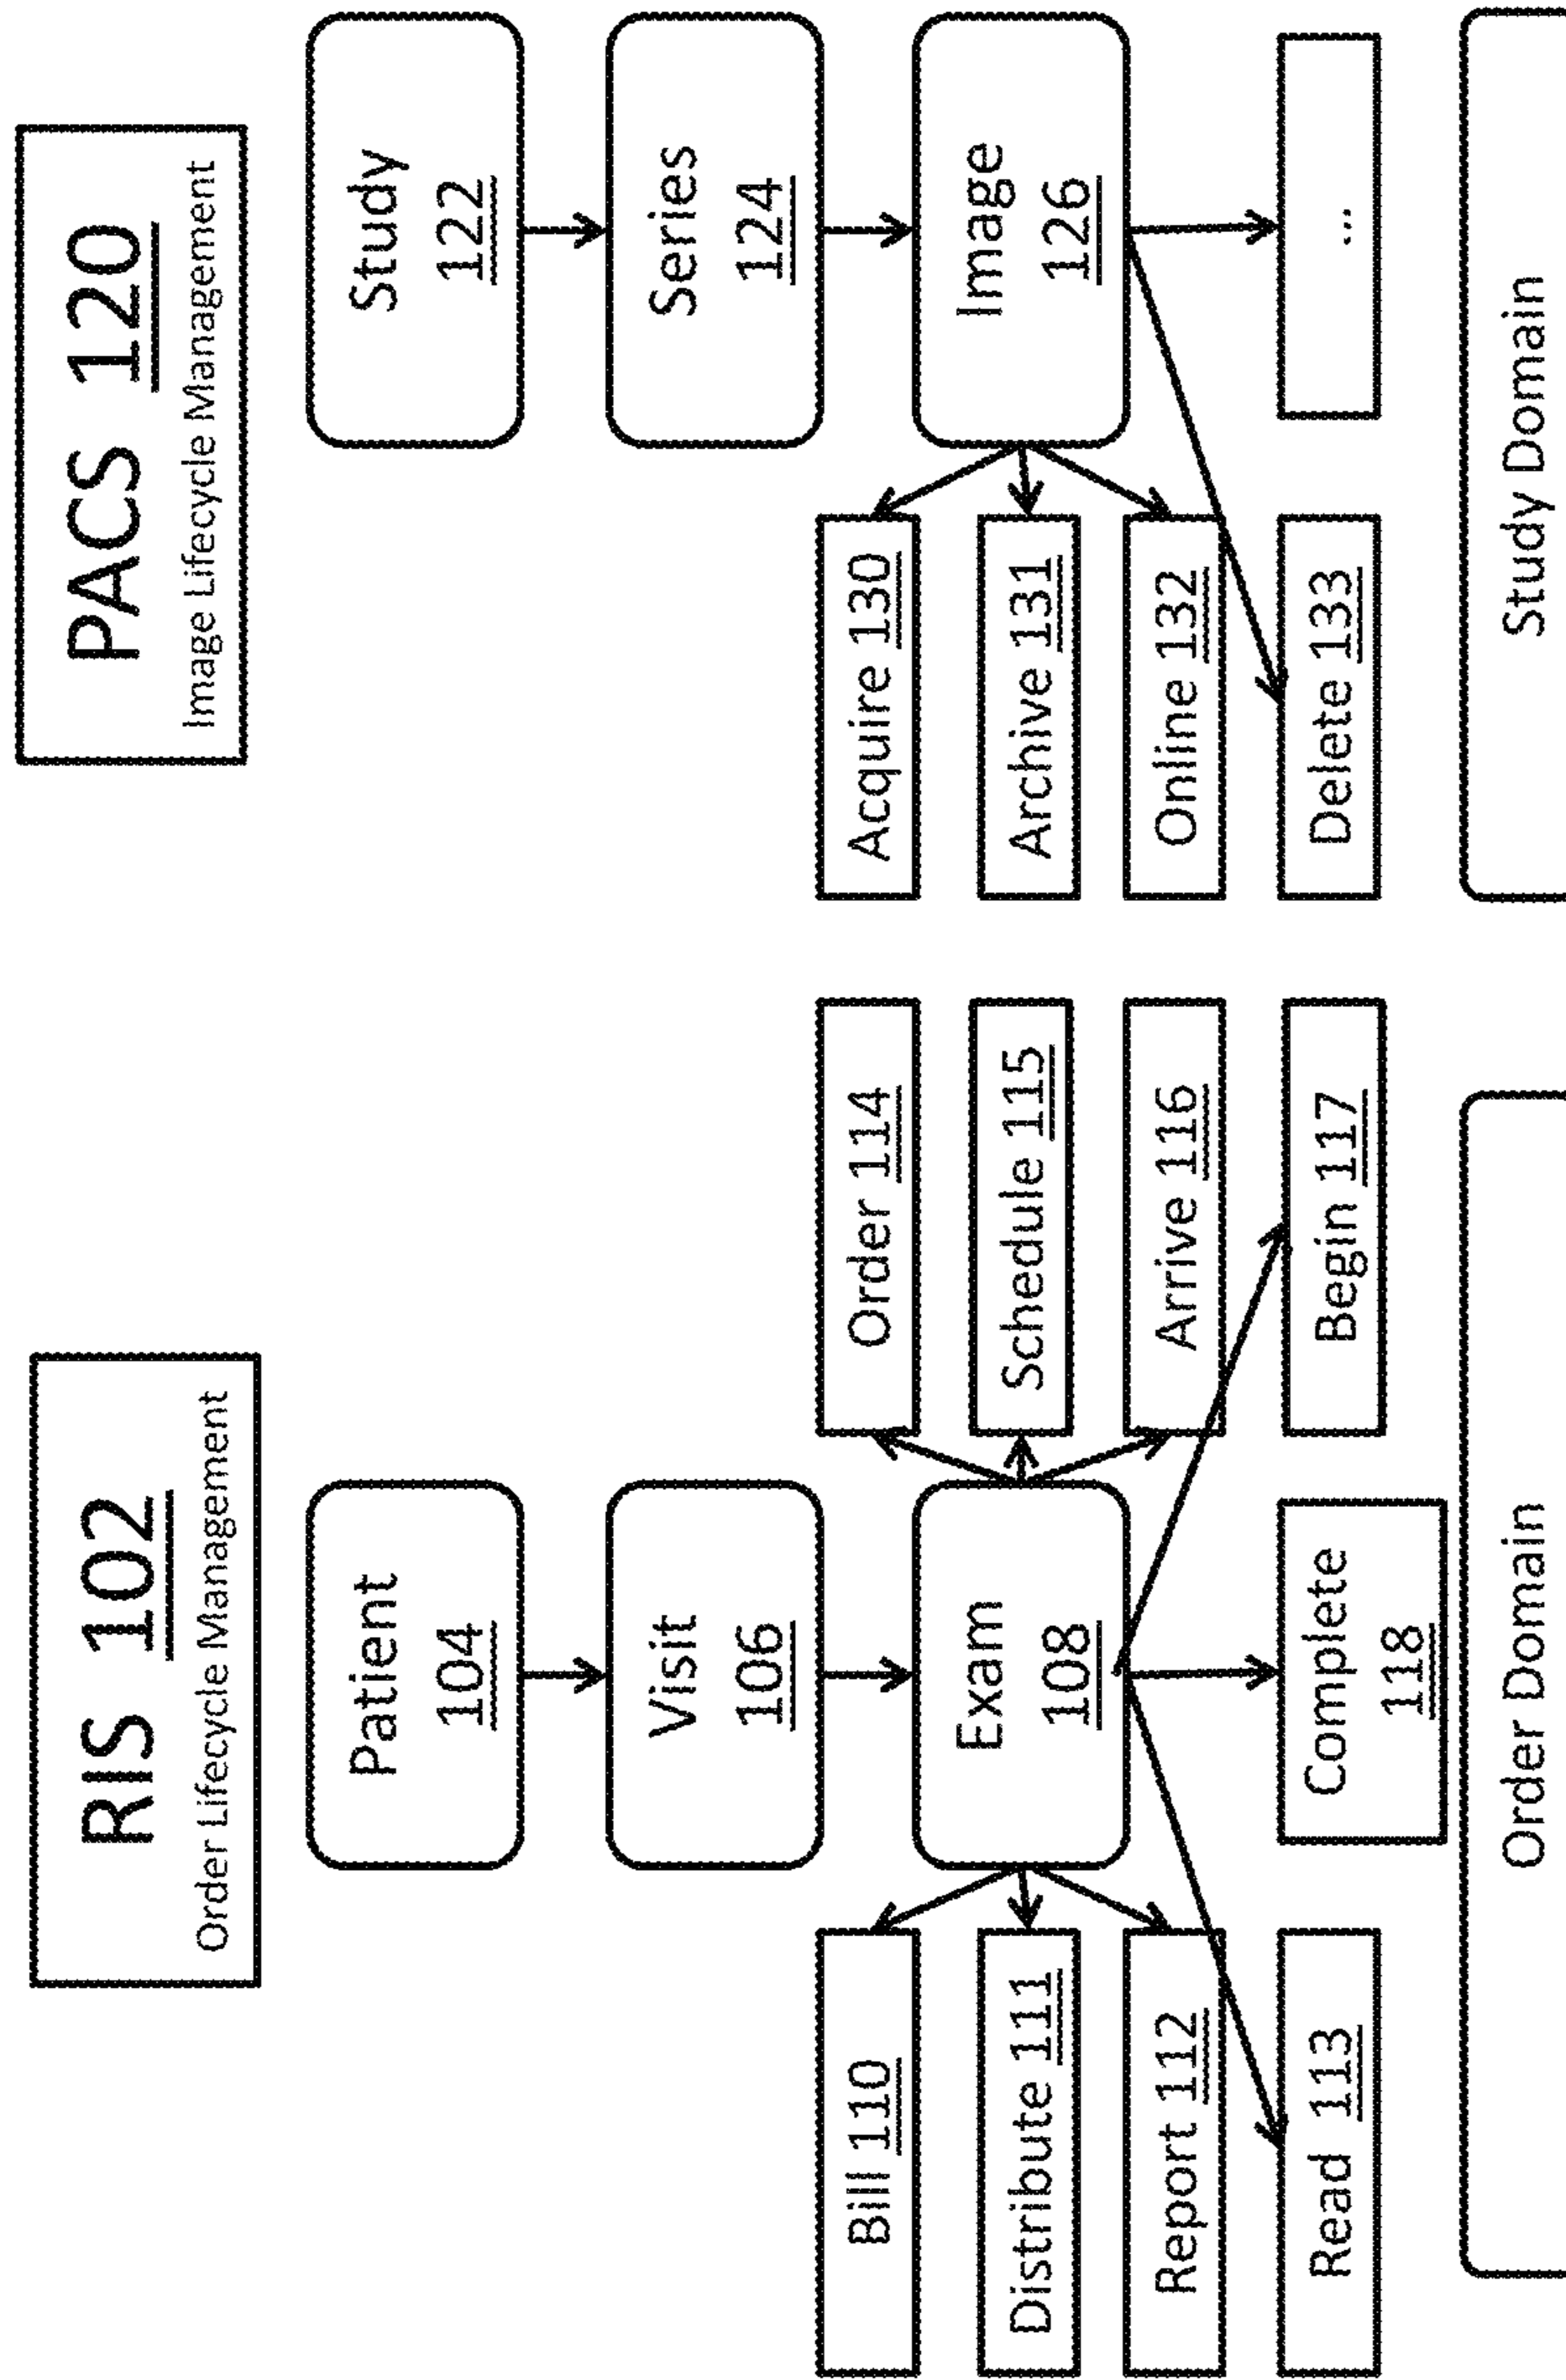 RIS 102
Order Lifecycle Management
Patient
104
Visit
106
Exam
108
Bill 110
Distribute 111
Report 112
Read 113
Order 114
Schedule 115
Arrive 116
Begin 117
Complete
118
Order Domain
PACS 120
Image Lifecycle Management
Study
122
Series
124
Image
126
Acquire 130
Archive 131
Online 132
Delete 133
...
Study Domain